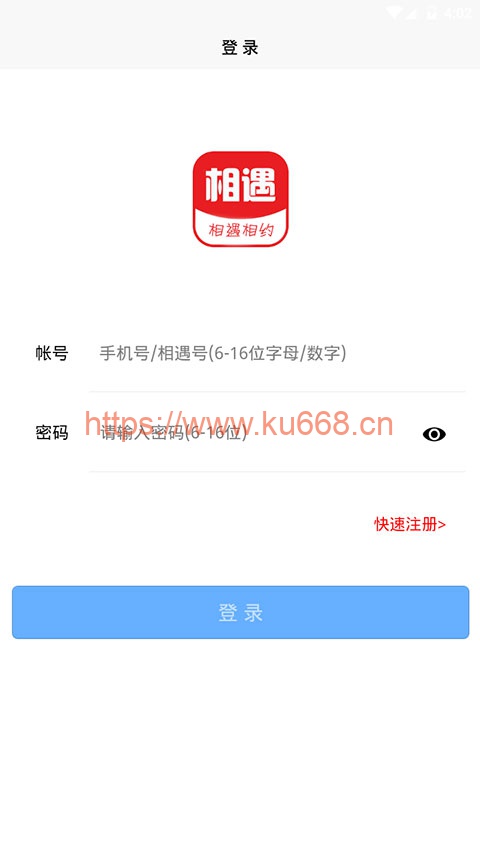 4:02
登 录
相遇
相遇相约
帐号
手机号/相遇号(6-16位字母/数字)
密码
请输入密码(6-16位)
https://www.ku668.cn
快速注册>
登 录